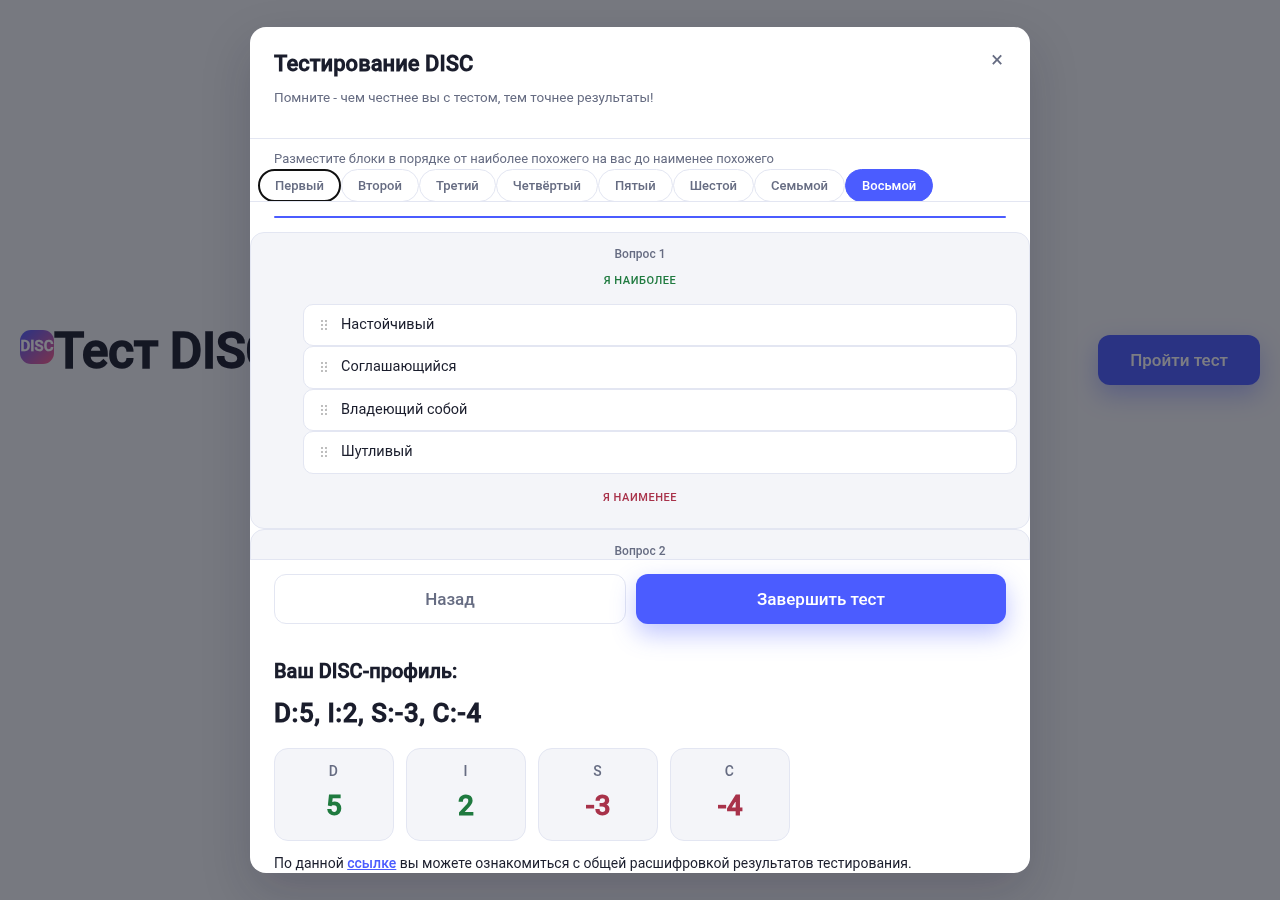 Тестирование DISC
×
Помните - чем честнее вы с тестом, тем точнее результаты!
Разместите блоки в порядке от наиболее похожего на вас до наименее похожего
Первый Второй Третий Четвёртый Пятый Шестой Семьмой Восьмой
Вопрос 1
Я НАИБОЛЕЕ
Настойчивый
Соглашающийся
Владеющий собой
Шутливый
Я НАИМЕНЕЕ
Вопрос 2
Назад Завершить тест
Ваш DISC-профиль:
D:5, I:2, S:-3, C:-4
D I S C
5 2 -3 -4
По данной ссылке вы можете ознакомиться с общей расшифровкой результатов тестирования.
DISC Тест DISC
Пройти тест